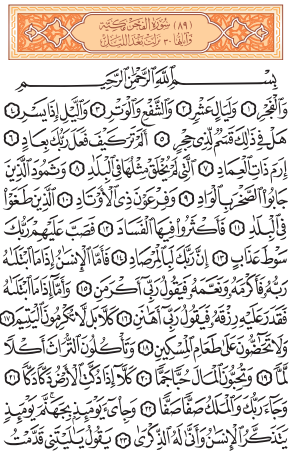 (٨٩) سُورَةُ الْفَجْرِ مَكِّيَّة
وَآيَاتُهَا ٣٠ نَزَلَتْ بَعْدَ اللَّيْلِ
بِسْمِ اللَّهِ الرَّحْمَٰنِ الرَّحِيمِ
وَالْفَجْرِ ١ وَلَيَالٍ عَشْرٍ ٢ وَالشَّفْعِ وَالْوَتْرِ ٣ وَاللَّيْلِ إِذَا يَسْرِ ٤
هَلْ فِي ذَٰلِكَ قَسَمٌ لِّذِي حِجْرٍ ٥ أَلَمْ تَرَ كَيْفَ فَعَلَ رَبُّكَ بِعَادٍ ٦
إِرَمَ ذَاتِ الْعِمَادِ ٧ الَّتِي لَمْ يُخْلَقْ مِثْلُهَا فِي الْبِلَادِ ٨ وَثَمُودَ الَّذِينَ
جَابُوا الصَّخْرَ بِالْوَادِ ٩ وَفِرْعَوْنَ ذِي الْأَوْتَادِ ١٠ الَّذِينَ طَغَوْا
فِي الْبِلَادِ ١١ فَأَكْثَرُوا فِيهَا الْفَسَادَ ١٢ فَصَبَّ عَلَيْهِمْ رَبُّكَ
سَوْطَ عَذَابٍ ١٣ إِنَّ رَبَّكَ لَبِالْمِرْصَادِ ١٤ فَأَمَّا الْإِنسَانُ إِذَا مَا ابْتَلَاهُ
رَبُّهُ فَأَكْرَمَهُ وَنَعَّمَهُ فَيَقُولُ رَبِّي أَكْرَمَنِ ١٥ وَأَمَّا إِذَا مَا ابْتَلَاهُ
فَقَدَرَ عَلَيْهِ رِزْقَهُ فَيَقُولُ رَبِّي أَهَانَنِ ١٦ كَلَّا بَل لَّا تُكْرِمُونَ الْيَتِيمَ ١٧
وَلَا تَحَاضُّونَ عَلَىٰ طَعَامِ الْمِسْكِينِ ١٨ وَتَأْكُلُونَ التُّرَاثَ أَكْلًا
لَّمًّا ١٩ وَتُحِبُّونَ الْمَالَ حُبًّا جَمًّا ٢٠ كَلَّا إِذَا دُكَّتِ الْأَرْضُ دَكًّا دَكًّا ٢١
وَجَاءَ رَبُّكَ وَالْمَلَكُ صَفًّا صَفًّا ٢٢ وَجِايءَ يَوْمَئِذٍ بِجَهَنَّمَ يَوْمَئِذٍ
يَتَذَكَّرُ الْإِنسَانُ وَأَنَّىٰ لَهُ الذِّكْرَىٰ ٢٣ يَقُولُ يَا لَيْتَنِي قَدَّمْتُ